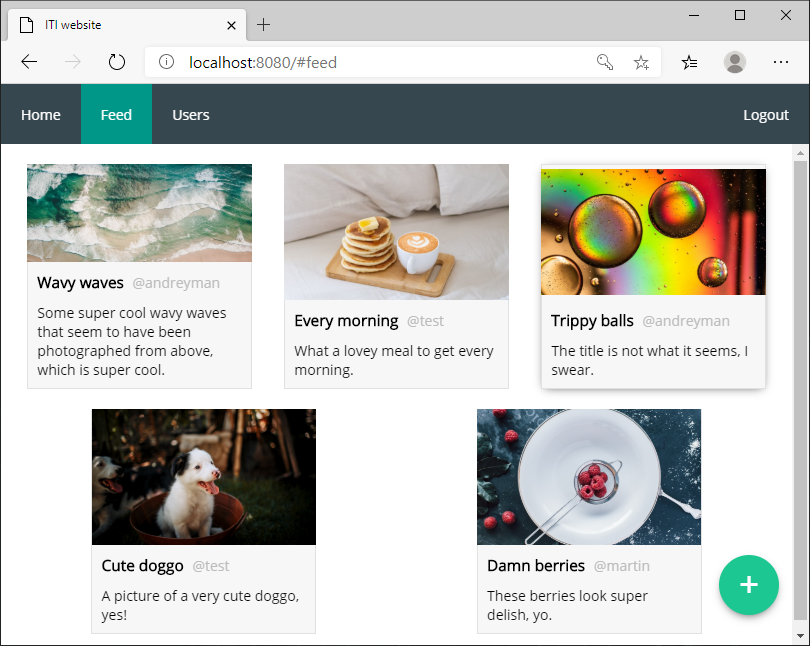 ITI website
localhost:8080/#feed
Home
Feed
Users
Logout
Wavy waves @andreyman
Some super cool wavy waves
that seem to have been
photographed from above,
which is super cool.
Every morning @test
What a lovey meal to get every
morning.
Trippy balls @andreyman
The title is not what it seems, I
swear.
Cute doggo @test
A picture of a very cute doggo,
yes!
Damn berries @martin
These berries look super
delish, yo.